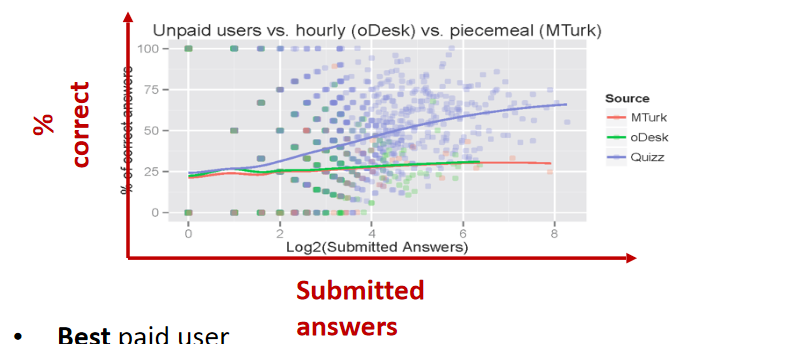 Unpaid users vs. hourly (oDesk) vs. piecemeal (MTurk)
%
correct
% of correct answers
100
75
50
25
0
0 2 4 6 8
Log2(Submitted Answers)
Source
MTurk
oDesk
Quizz
Submitted
answers
• Best paid user